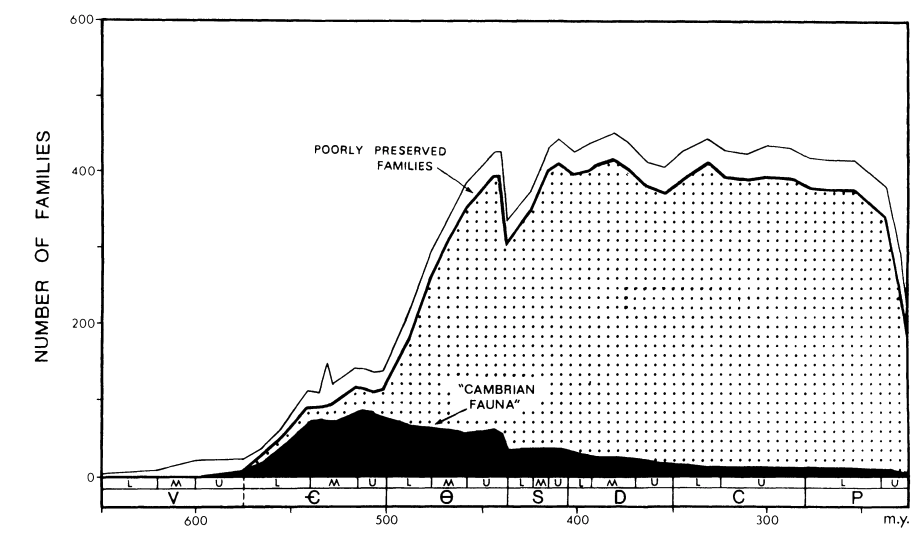 600
400
200
0
NUMBER OF FAMILIES
POORLY PRESERVED
FAMILIES
"CAMBRIAN
FAUNA"
L M U L M U L M U L M U L M U L U L U
V Є Ɵ S D C P
600 500 400 300 m.y.